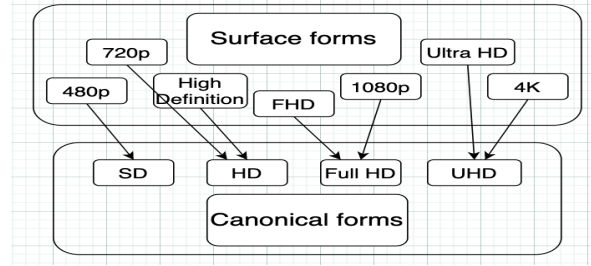 Surface forms
720p
Ultra HD
480p
High
Definition
FHD
1080p
4K
SD
HD
Full HD
UHD
Canonical forms